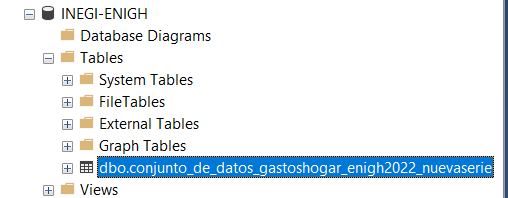 INEGI-ENIGH
Database Diagrams
Tables
System Tables
FileTables
External Tables
Graph Tables
dbo.conjunto_de_datos_gastoshogar_enigh2022_nuevaserie
Views